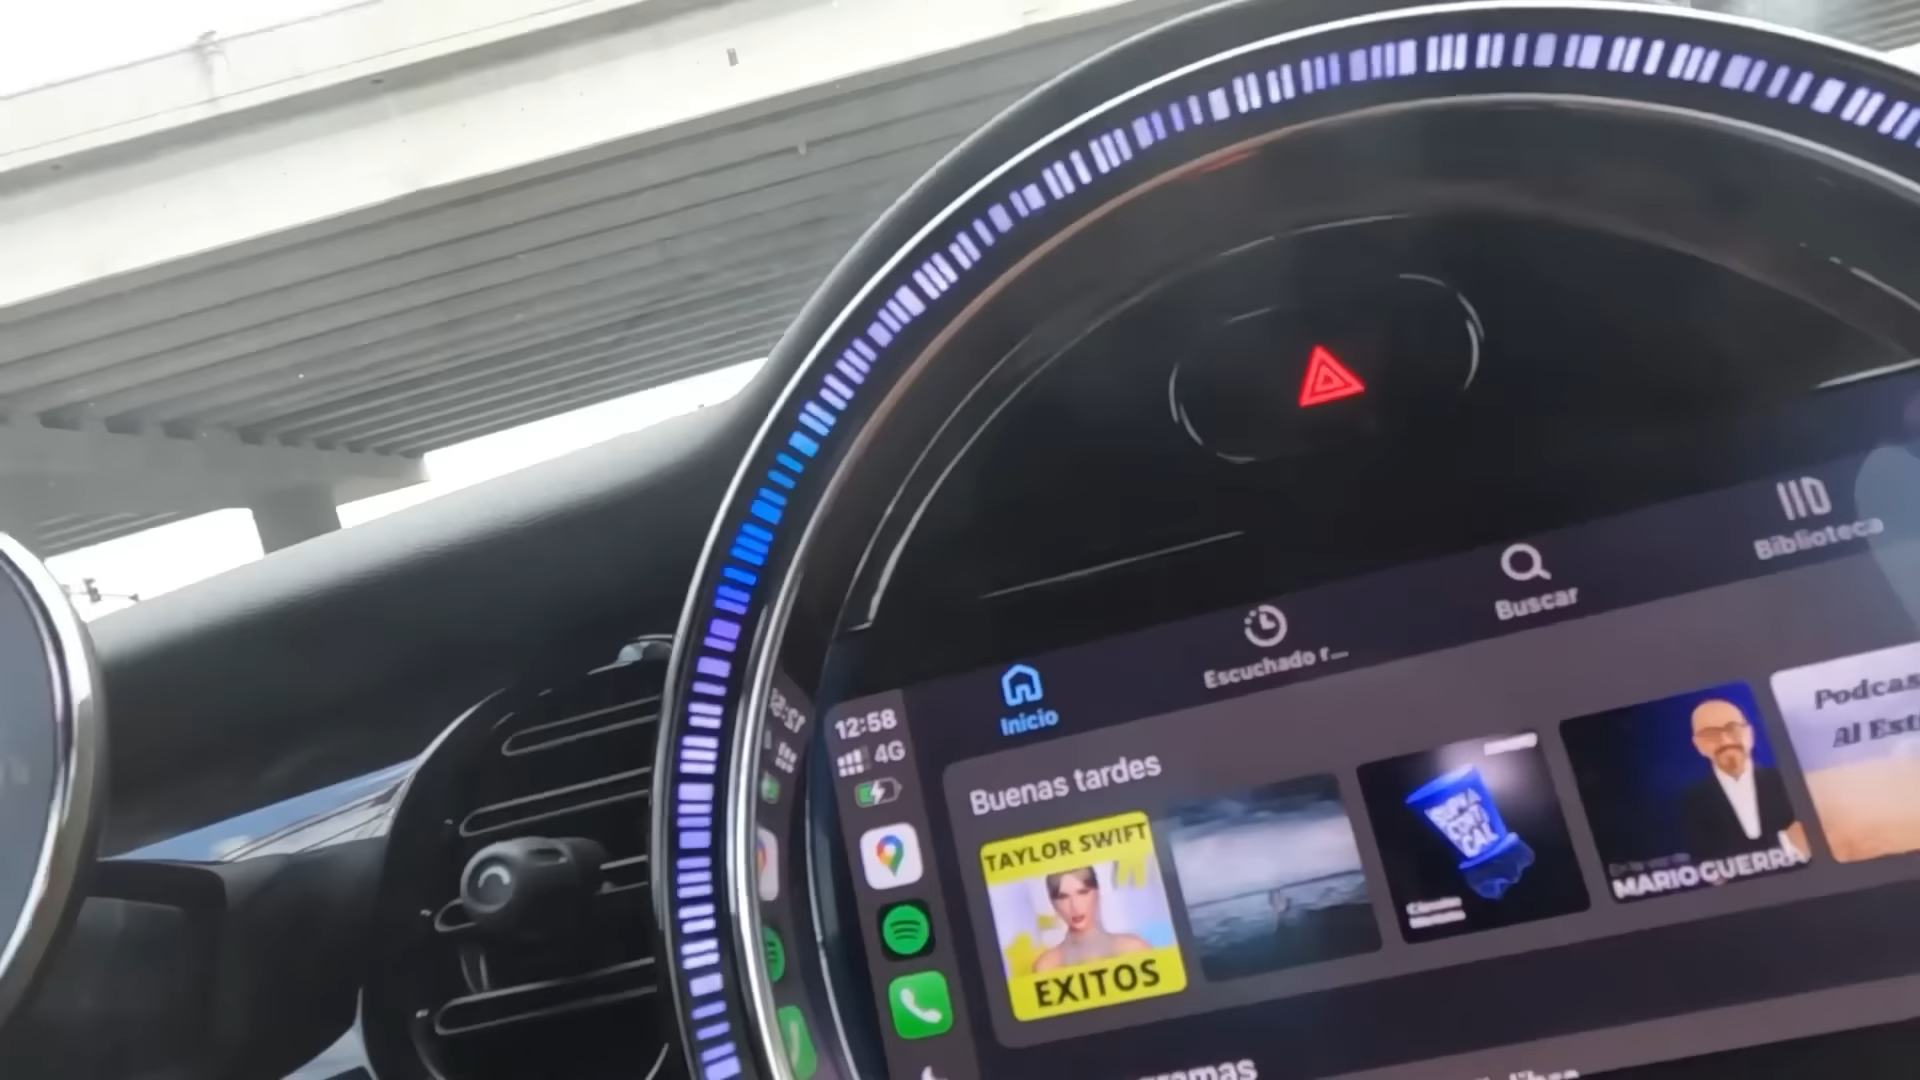 Biblioteca
Buscar
Escuchado r...
Inicio
12:58
4G
Buenas tardes
TAYLOR SWIFT
EXITOS
MARIO GUERRA
Podcas
Al Est